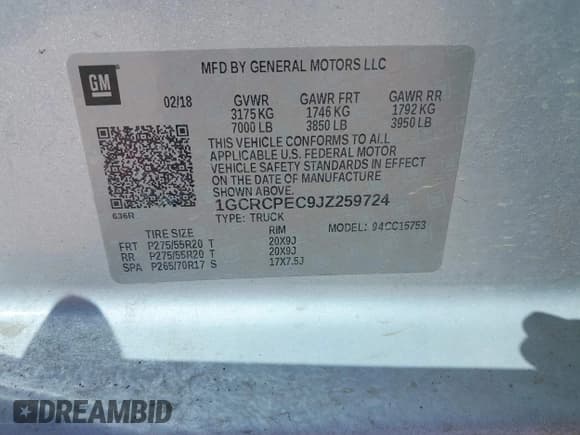 GM
MFD BY GENERAL MOTORS LLC
02/18 GVWR GAWR FRT GAWR RR
3175 KG 1746 KG 1792 KG
7000 LB 3850 LB 3950 LB
THIS VEHICLE CONFORMS TO ALL
APPLICABLE U.S. FEDERAL MOTOR
VEHICLE SAFETY STANDARDS IN EFFECT
ON THE DATE OF MANUFACTURE
SHOWN ABOVE.
636R 1GCRCPEC9JZ259724
TYPE: TRUCK MODEL: 94CC15753
TIRE SIZE RIM
FRT P275/55R20 T 20X9J
RR P275/55R20 T 20X9J
SPA P265/70R17 S 17X7.5J
DREAMBID